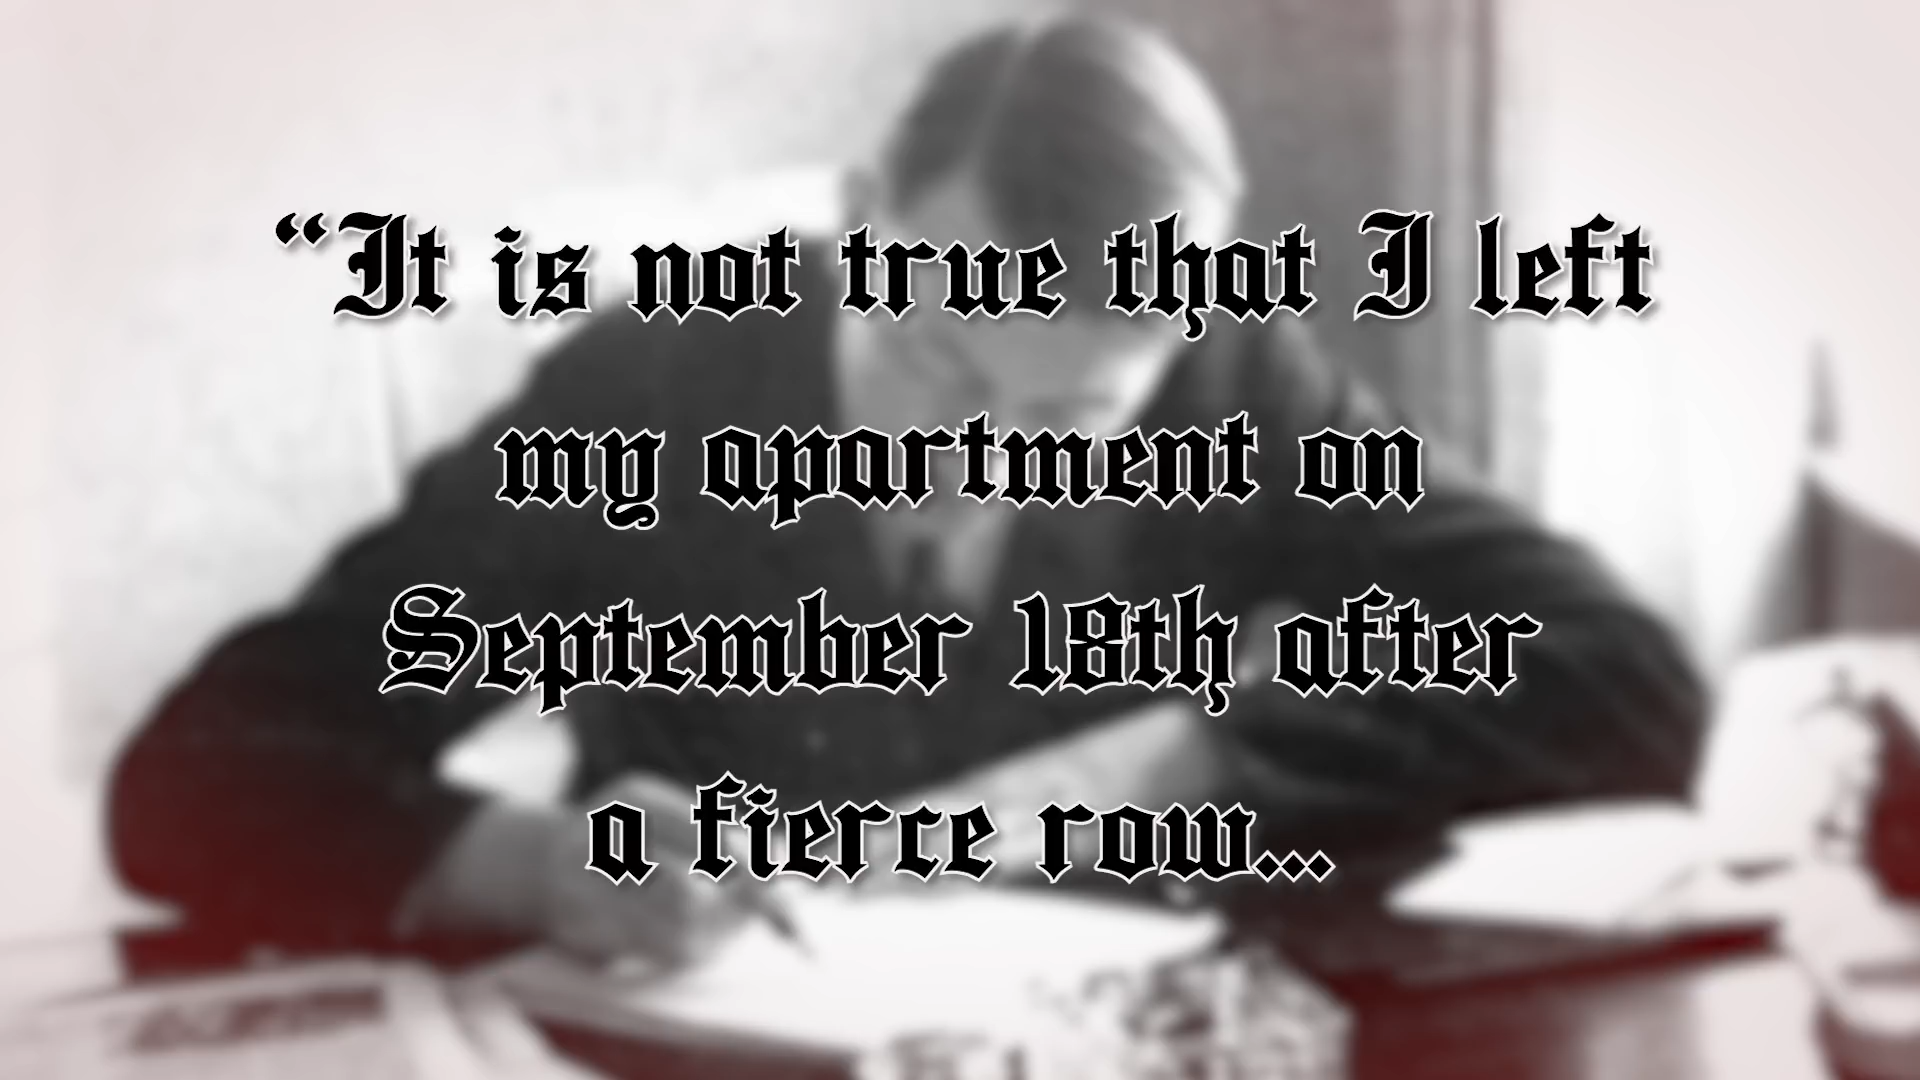 “It is not true that I left
my apartment on
September 18th after
a fierce row...